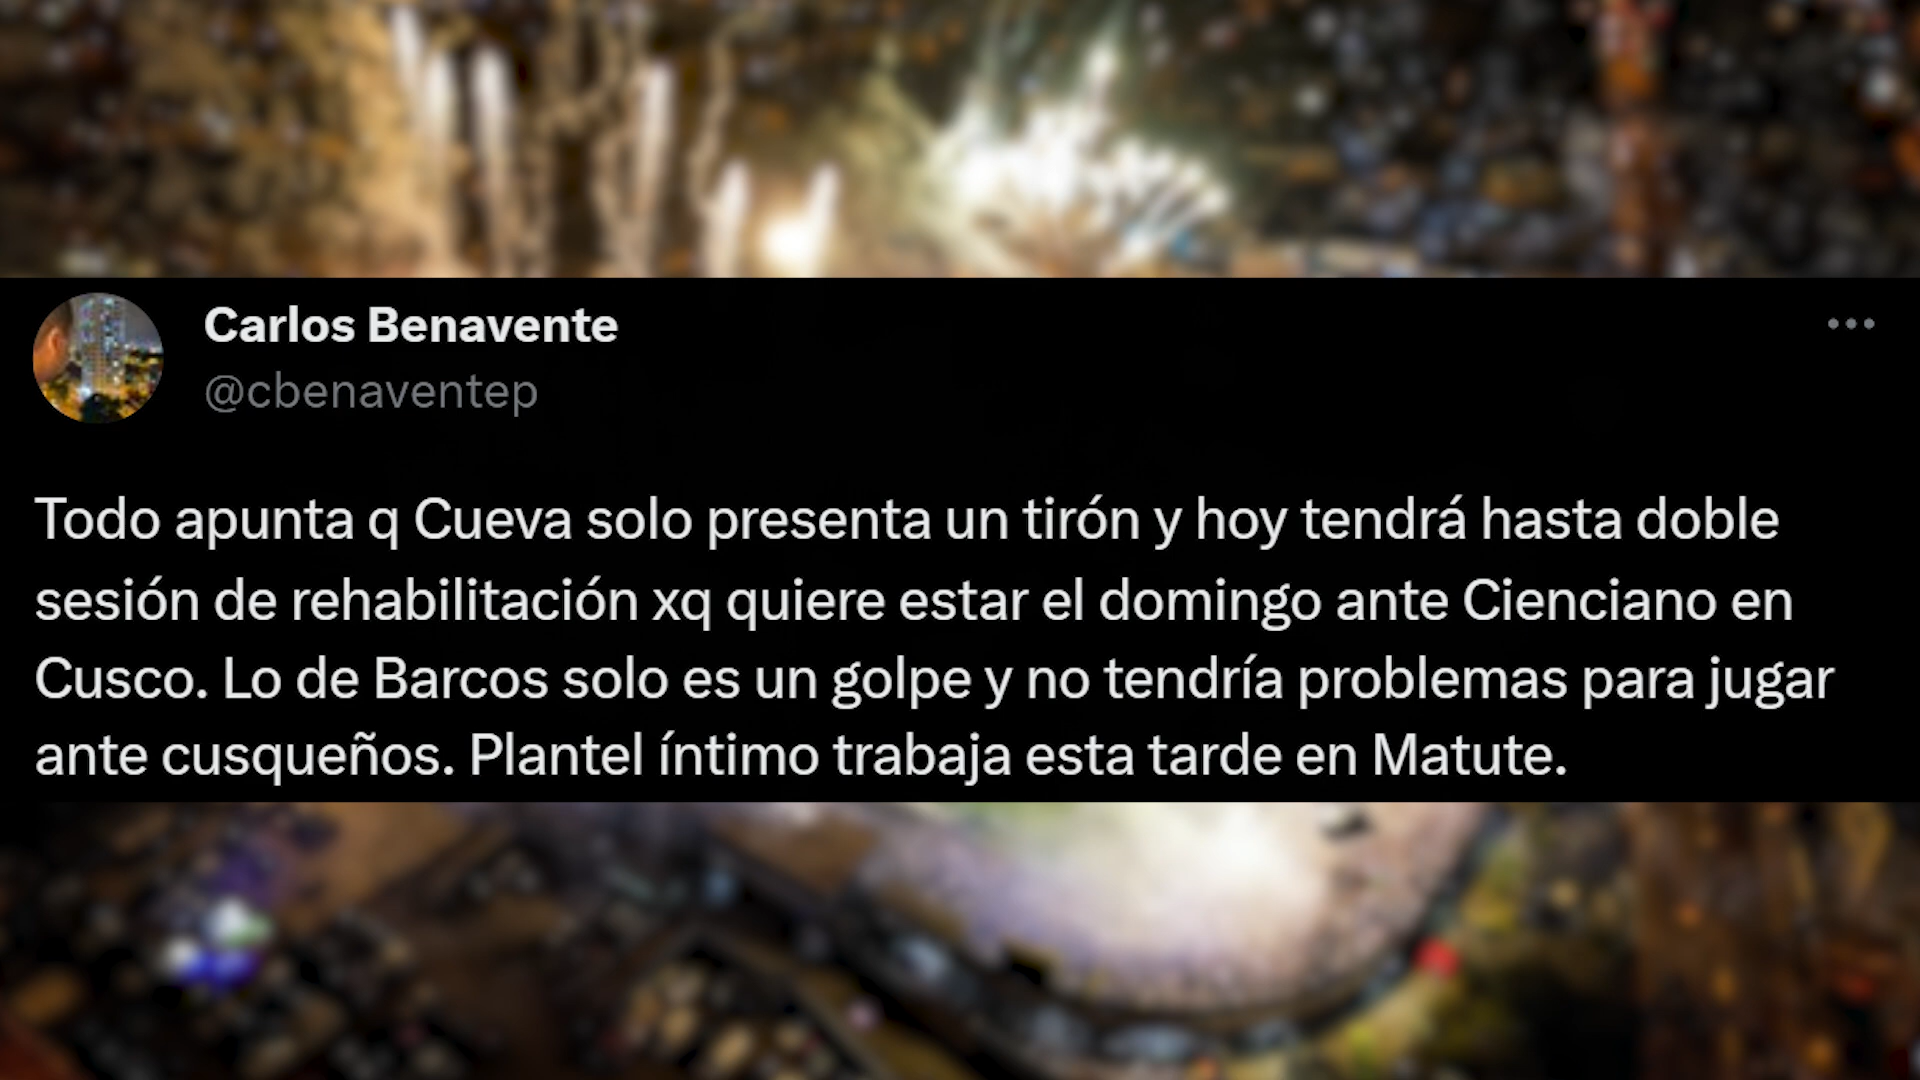 Carlos Benavente
@cbenaventep
Todo apunta q Cueva solo presenta un tirón y hoy tendrá hasta doble
sesión de rehabilitación xq quiere estar el domingo ante Cienciano en
Cusco. Lo de Barcos solo es un golpe y no tendría problemas para jugar
ante cusqueños. Plantel íntimo trabaja esta tarde en Matute.